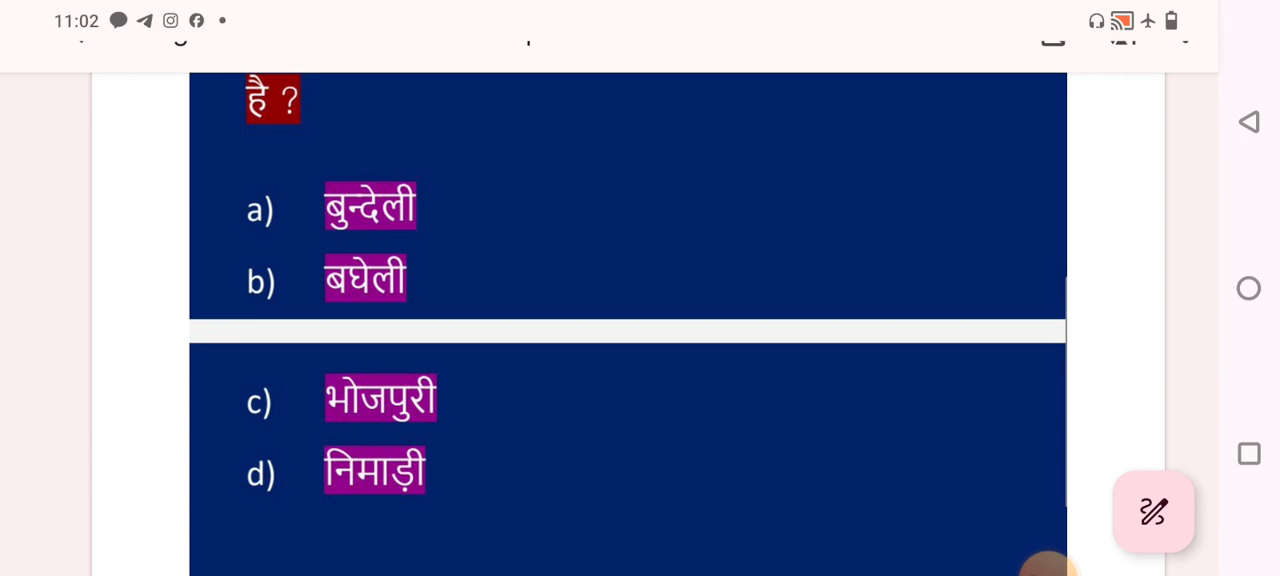 11:02
है ?
a) बुन्देली
b) बघेली
c) भोजपुरी
d) निमाड़ी